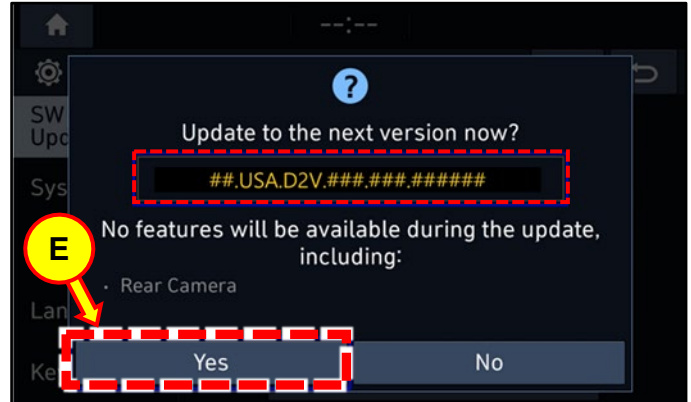 --:--
?
SW
Upd
Update to the next version now?
##.USA.D2V.###.###.######
Sys
No features will be available during the update,
including:
E
· Rear Camera
Lan
Yes
No
Ke